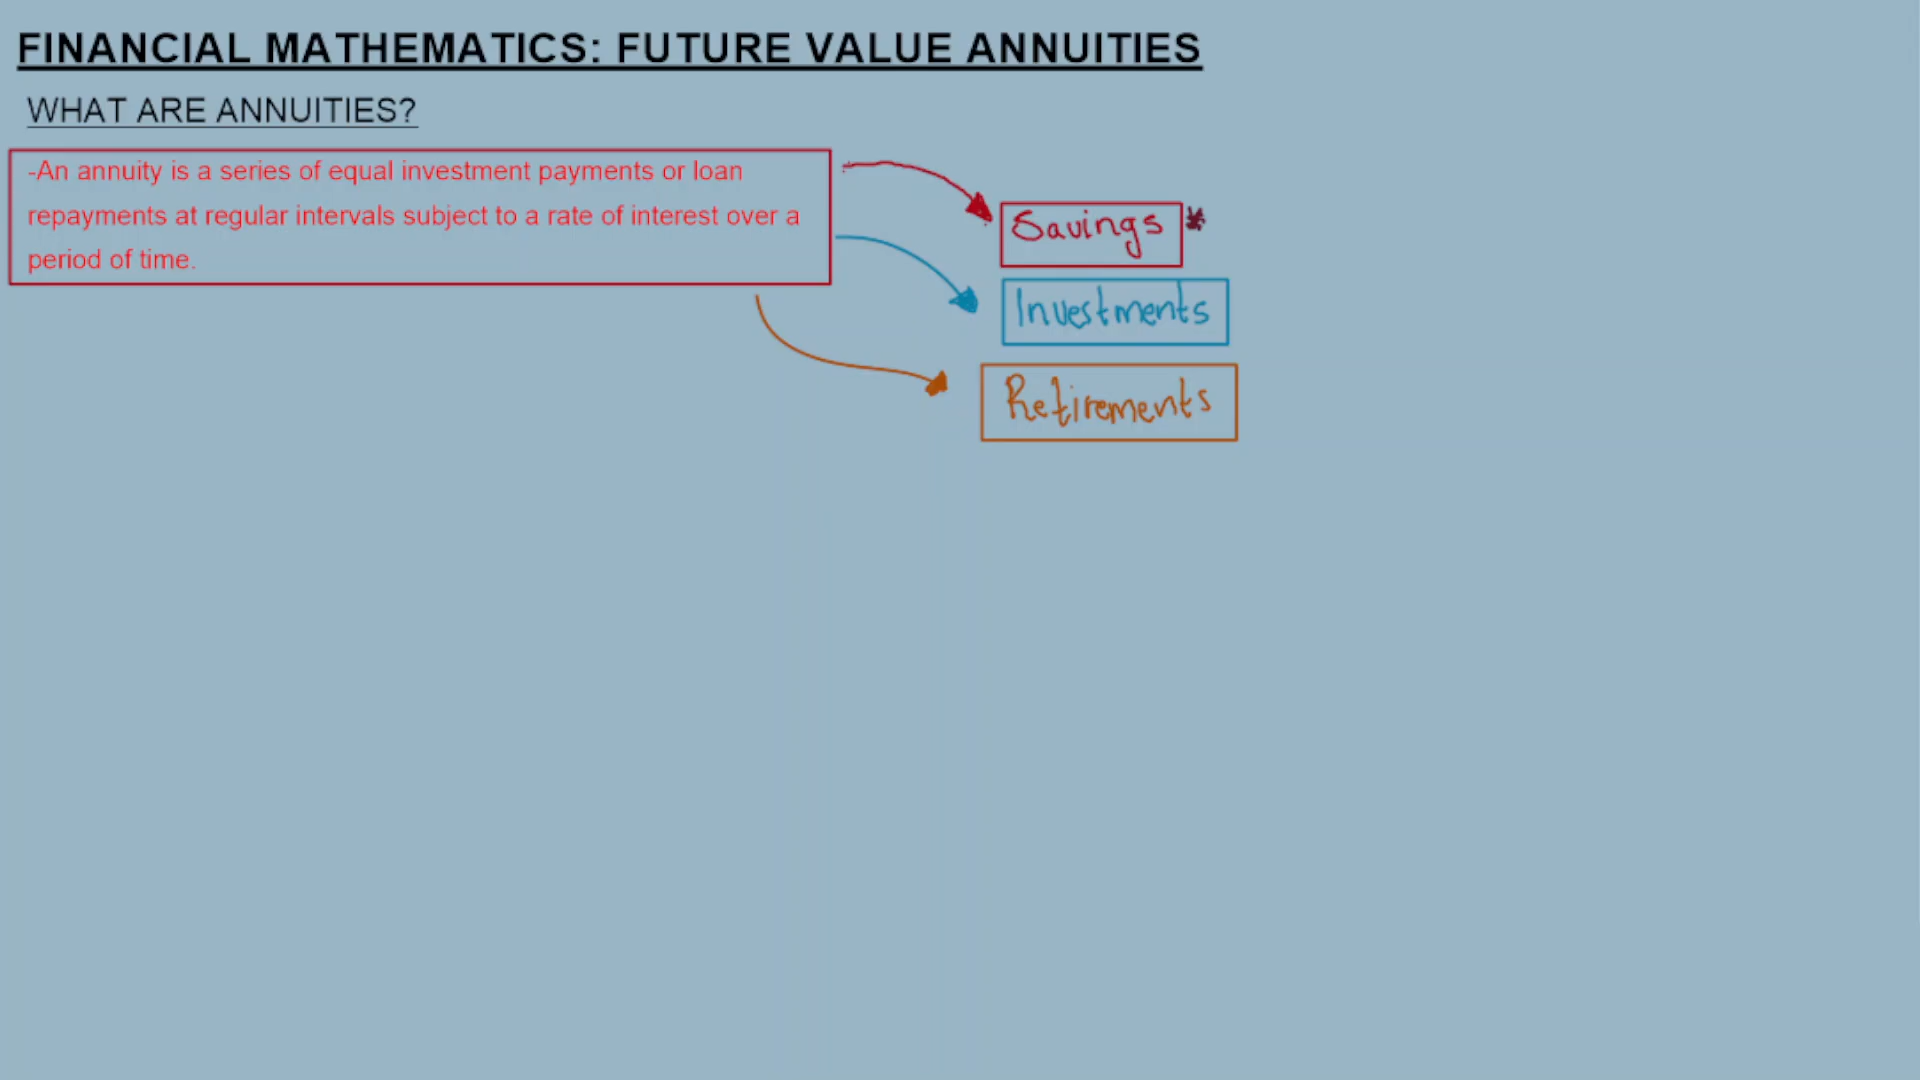 FINANCIAL MATHEMATICS: FUTURE VALUE ANNUITIES
WHAT ARE ANNUITIES?
-An annuity is a series of equal investment payments or loan
repayments at regular intervals subject to a rate of interest over a
period of time.
Savings *
Investments
Retirements